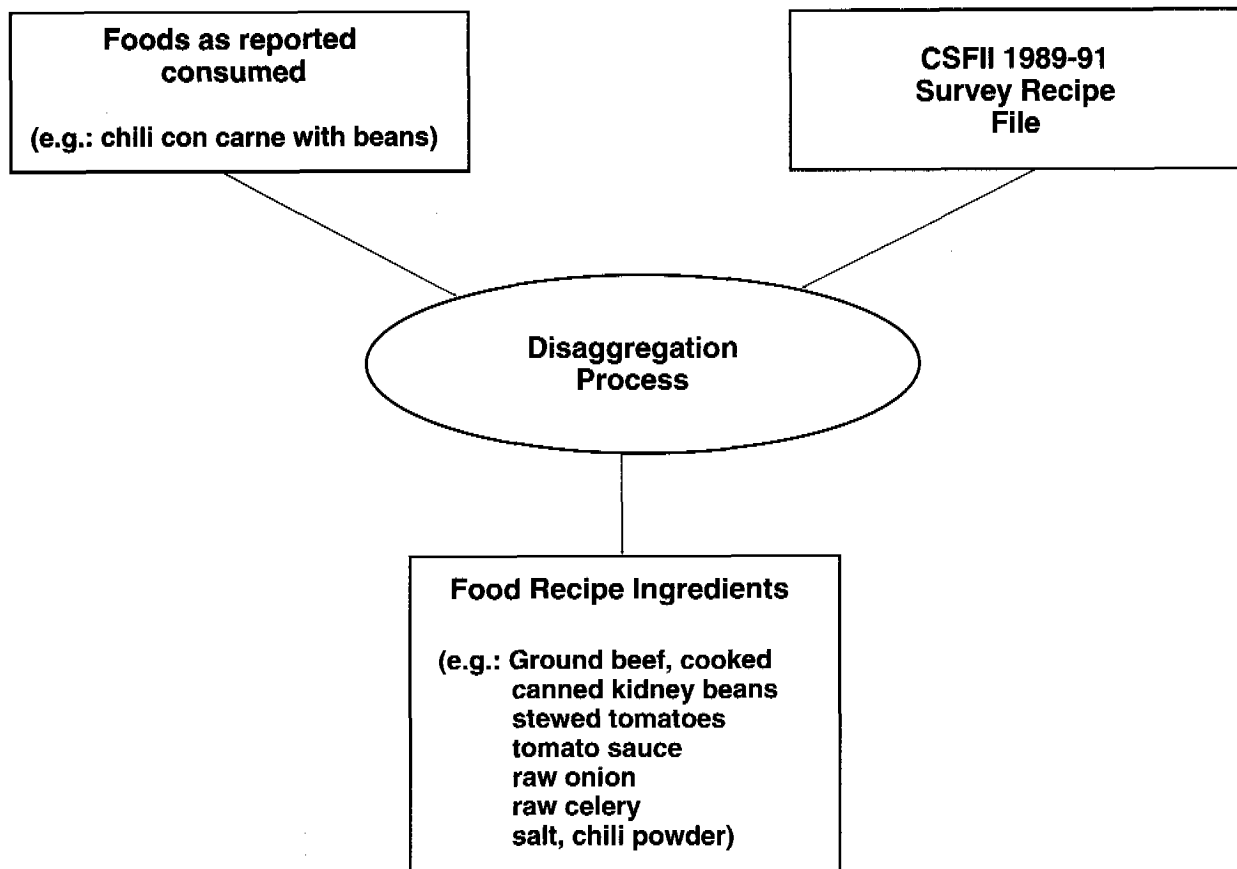 Foods as reported
consumed
(e.g.: chili con carne with beans)
CSFII 1989-91
Survey Recipe
File
Disaggregation
Process
Food Recipe Ingredients
(e.g.: Ground beef, cooked
canned kidney beans
stewed tomatoes
tomato sauce
raw onion
raw celery
salt, chili powder)